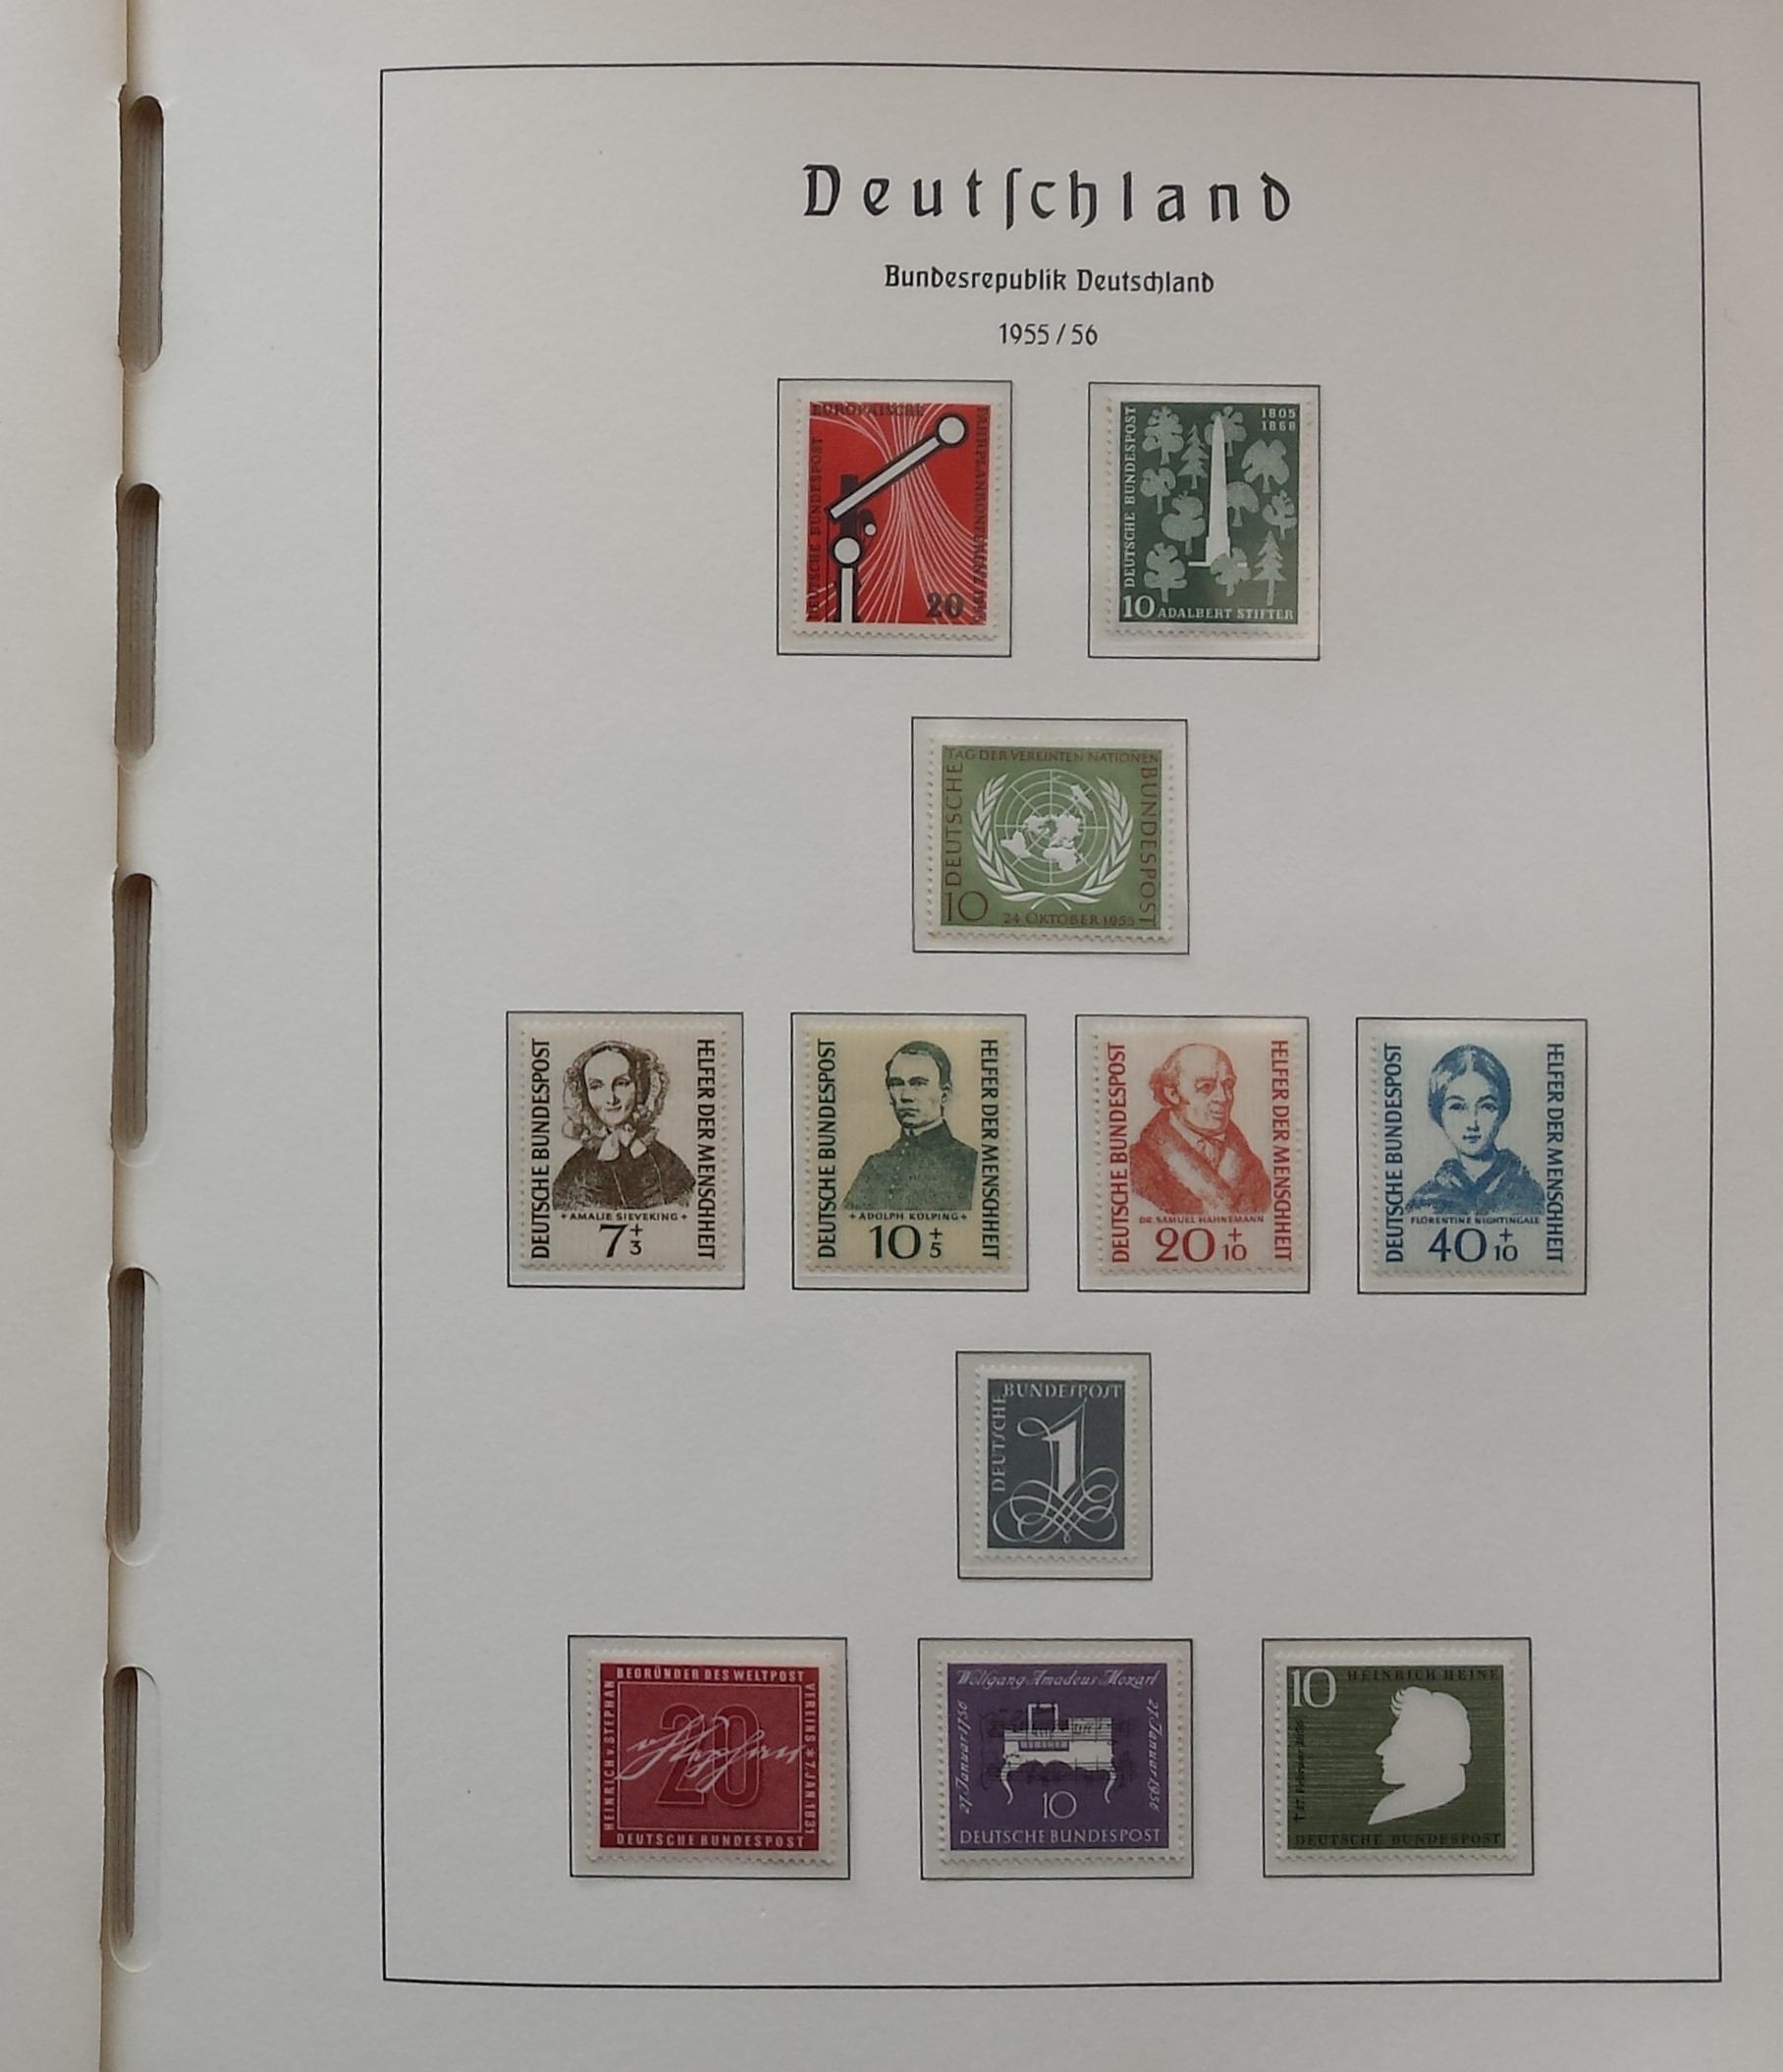 Deutſchland
Bundesrepublik Deutschland
1955/56
EUROPÄISCHE
DEUTSCHE BUNDESPOST
20
1805
1868
DEUTSCHE BUNDESPOST
10 ADALBERT STIFTER
TAG DER VEREINTEN NATIONEN
DEUTSCHE
BUNDESPOST
10
24 OKTOBER 1955
DEUTSCHE BUNDESPOST
HELFER DER MENSCHHEIT
+ AMALIE SIEVEKING +
7+3
DEUTSCHE BUNDESPOST
HELFER DER MENSCHHEIT
+ ADOLPH KOLPING +
10+5
DEUTSCHE BUNDESPOST
HELFER DER MENSCHHEIT
DR. SAMUEL HAHNEMANN
20+10
DEUTSCHE BUNDESPOST
HELFER DER MENSCHHEIT
FLORENTINE NIGHTINGALE
40+10
DEUTSCHE
BUNDESPOST
1
BEGRÜNDER DES WELTPOST
VEREINS * 7. JAN 1831
HEINRICH v. STEPHAN
20
Stephan
DEUTSCHE BUNDESPOST
Wolfgang Amadeus Mozart
27. Januar 1756
27. Januar 1956
10
DEUTSCHE BUNDESPOST
10 HEINRICH HEINE
DEUTSCHE BUNDESPOST